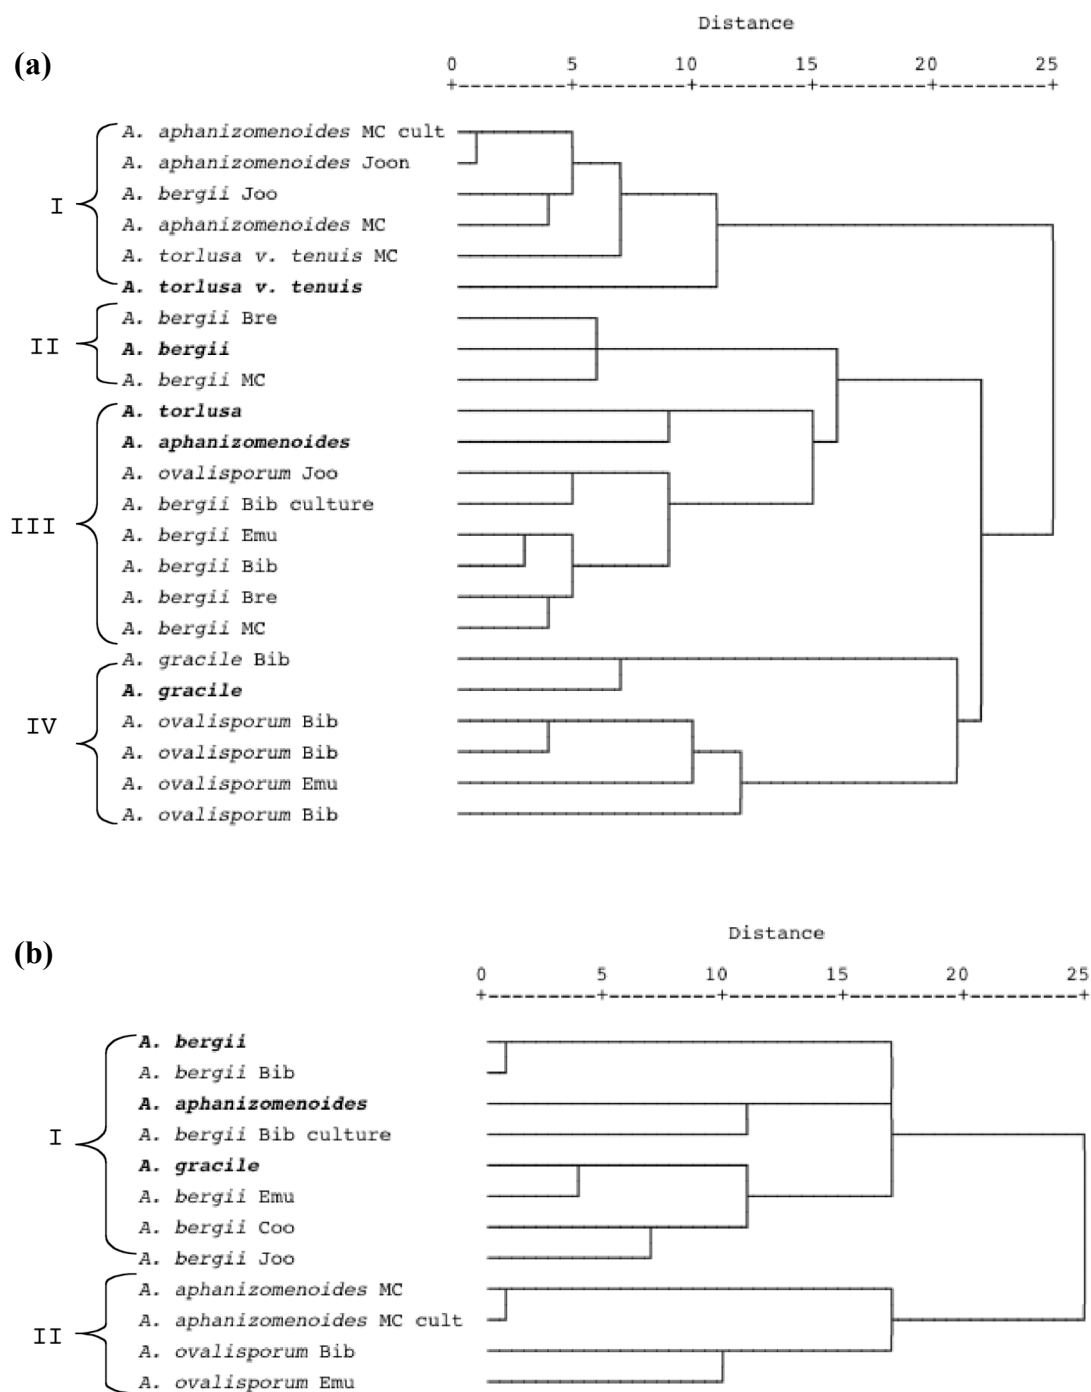 Distance
(a)
0 5 10 15 20 25
+---------+---------+---------+---------+---------+
A. aphanizomenoides MC cult
A. aphanizomenoides Joon
I
A. bergii Joo
A. aphanizomenoides MC
A. torlusa v. tenuis MC
A. torlusa v. tenuis
A. bergii Bre
II
A. bergii
A. bergii MC
A. torlusa
A. aphanizomenoides
A. ovalisporum Joo
A. bergii Bib culture
III
A. bergii Emu
A. bergii Bib
A. bergii Bre
A. bergii MC
A. gracile Bib
A. gracile
IV
A. ovalisporum Bib
A. ovalisporum Bib
A. ovalisporum Emu
A. ovalisporum Bib
Distance
(b)
0 5 10 15 20 25
+---------+---------+---------+---------+---------+
A. bergii
A. bergii Bib
A. aphanizomenoides
I
A. bergii Bib culture
A. gracile
A. bergii Emu
A. bergii Coo
A. bergii Joo
A. aphanizomenoides MC
A. aphanizomenoides MC cult
II
A. ovalisporum Bib
A. ovalisporum Emu